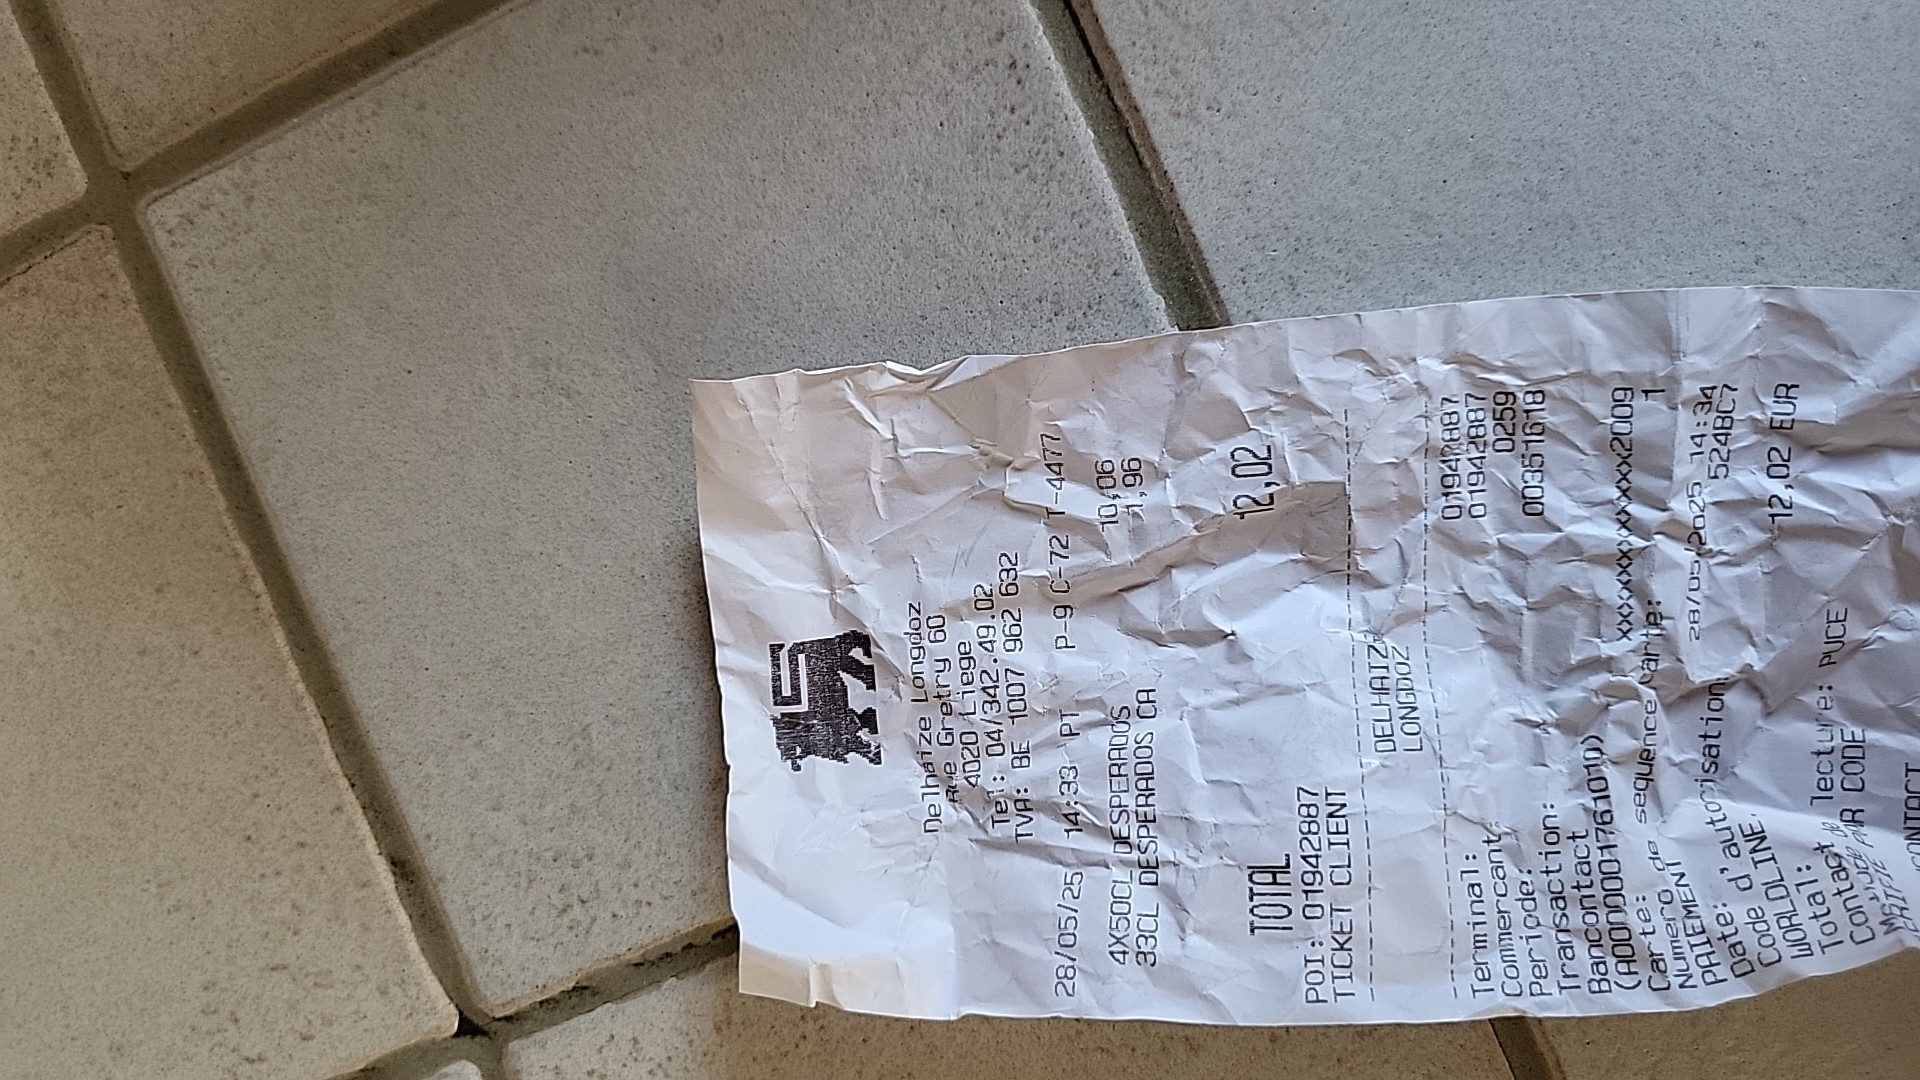 Delhaize Longdoz
Rue Gretry 60
4020 Liege
Tel: 04/342.49.02
TVA: BE 1007 962 632
28/05/25 14:33 PT P-9 C-72 T-4477
4X50CL DESPERADOS 10,06
33CL DESPERADOS CA 1,96
TOTAL 12,02
POI: 01942887
TICKET CLIENT
DELHAIZE
LONGDOZ
Terminal: 01942887
Commercant: 01942887
Periode: 0259
Transaction: 00351618
Bancontact
(A0000001761010)
Carte: xxxxxxxxxxxxxxx2009
Numero de sequence carte: 1
PAIEMENT
Date: 28/05/2025 14:34
Code d'autorisation: 524BC7
WORLDLINE
Total: 12,02 EUR
Contact de lecture: PUCE
PAR CODE